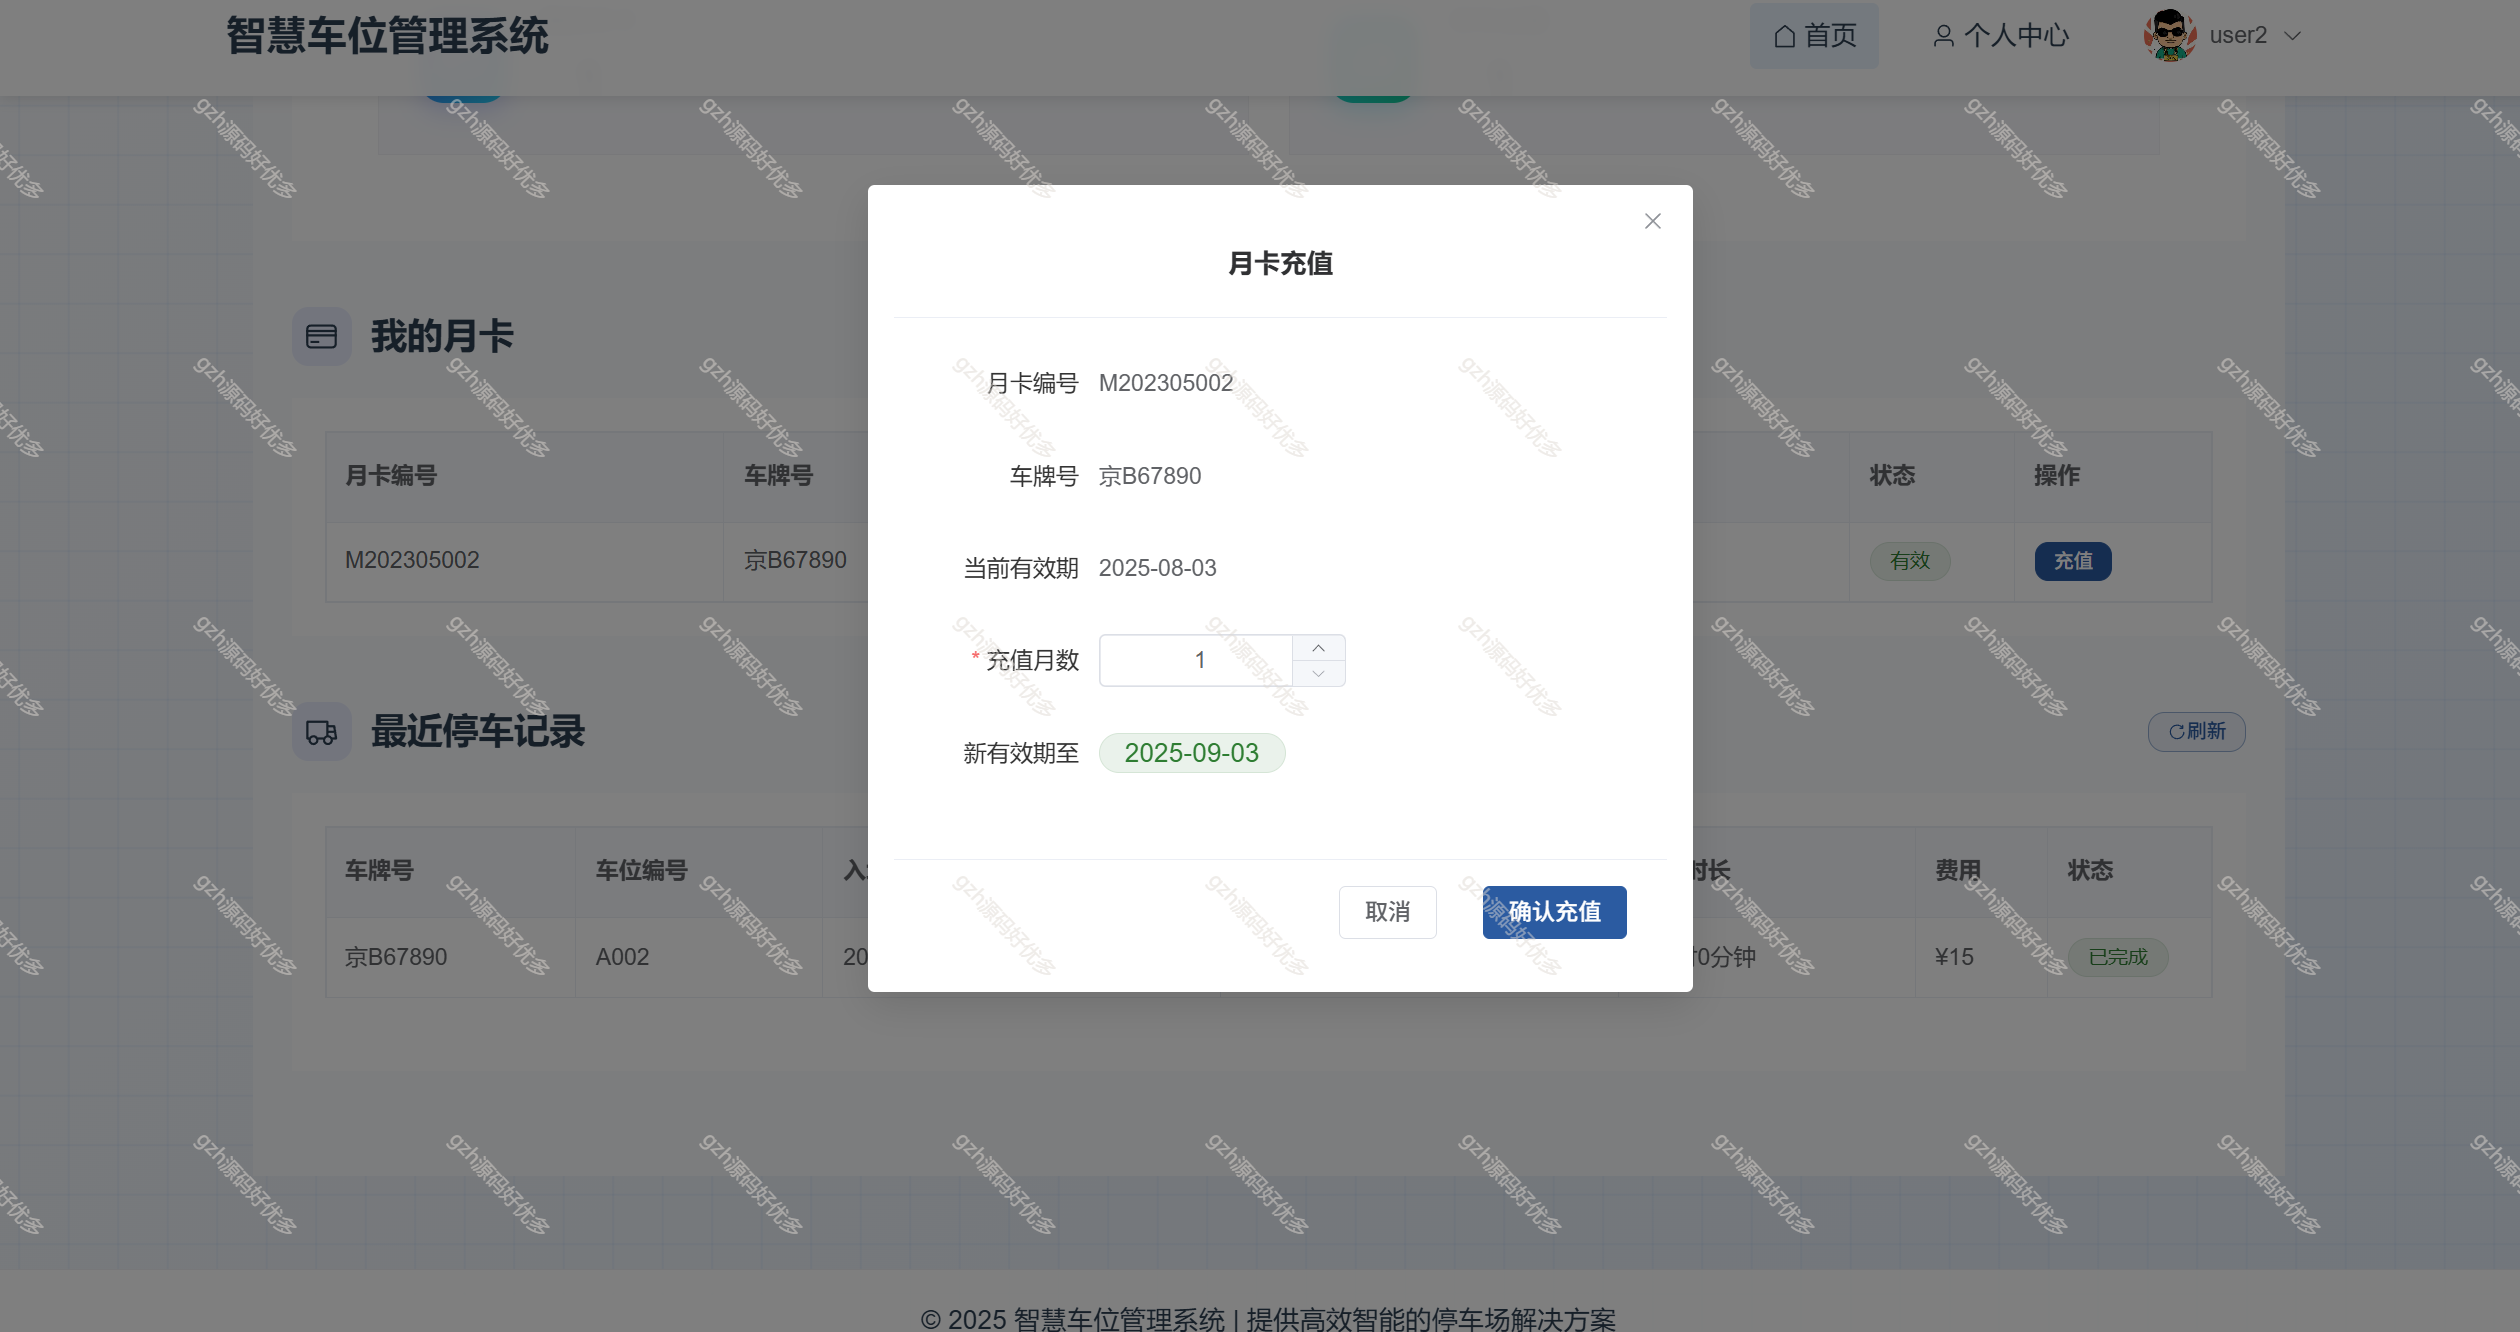 智慧车位管理系统
首页
个人中心
user2
月卡充值
我的月卡
月卡编号 M202305002
车牌号 京B67890
当前有效期 2025-08-03
* 充值月数 1
新有效期至 2025-09-03
取消
确认充值
月卡编号 车牌号 状态 操作
M202305002 京B67890 有效 充值
最近停车记录
刷新
车牌号 车位编号 入 时长 费用 状态
京B67890 A002 20 0分钟 ¥15 已完成
© 2025 智慧车位管理系统 | 提供高效智能的停车场解决方案
gzh源码好优多